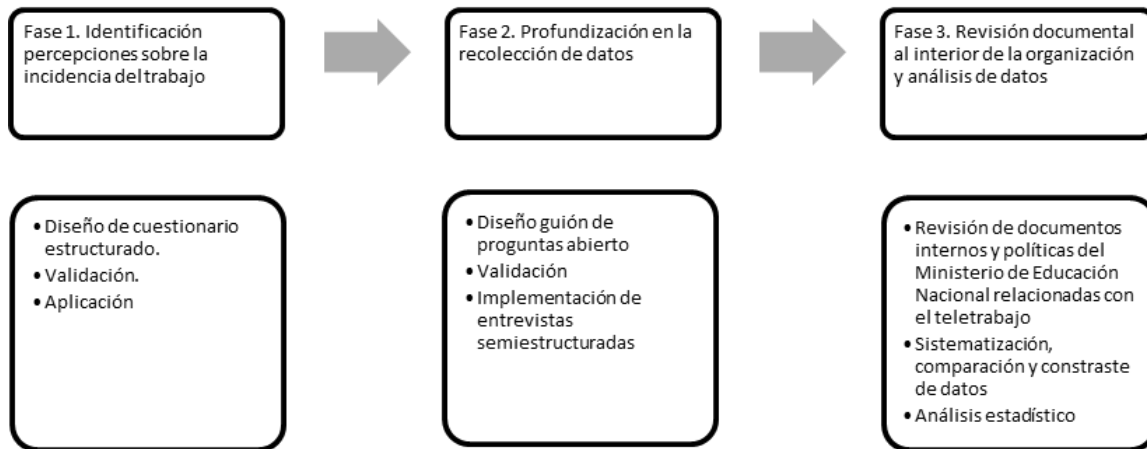 Fase 1. Identificación
percepciones sobre la
incidencia del trabajo
Fase 2. Profundización en la
recolección de datos
Fase 3. Revisión documental
al interior de la organización
y análisis de datos
• Diseño de cuestionario
estructurado.
• Validación.
• Aplicación
• Diseño guión de
preguntas abierto
• Validación
• Implementación de
entrevistas
semiestructuradas
• Revisión de documentos
internos y políticas del
Ministerio de Educación
Nacional relacionadas con
el teletrabajo
• Sistematización,
comparación y constraste
de datos
• Análisis estadístico